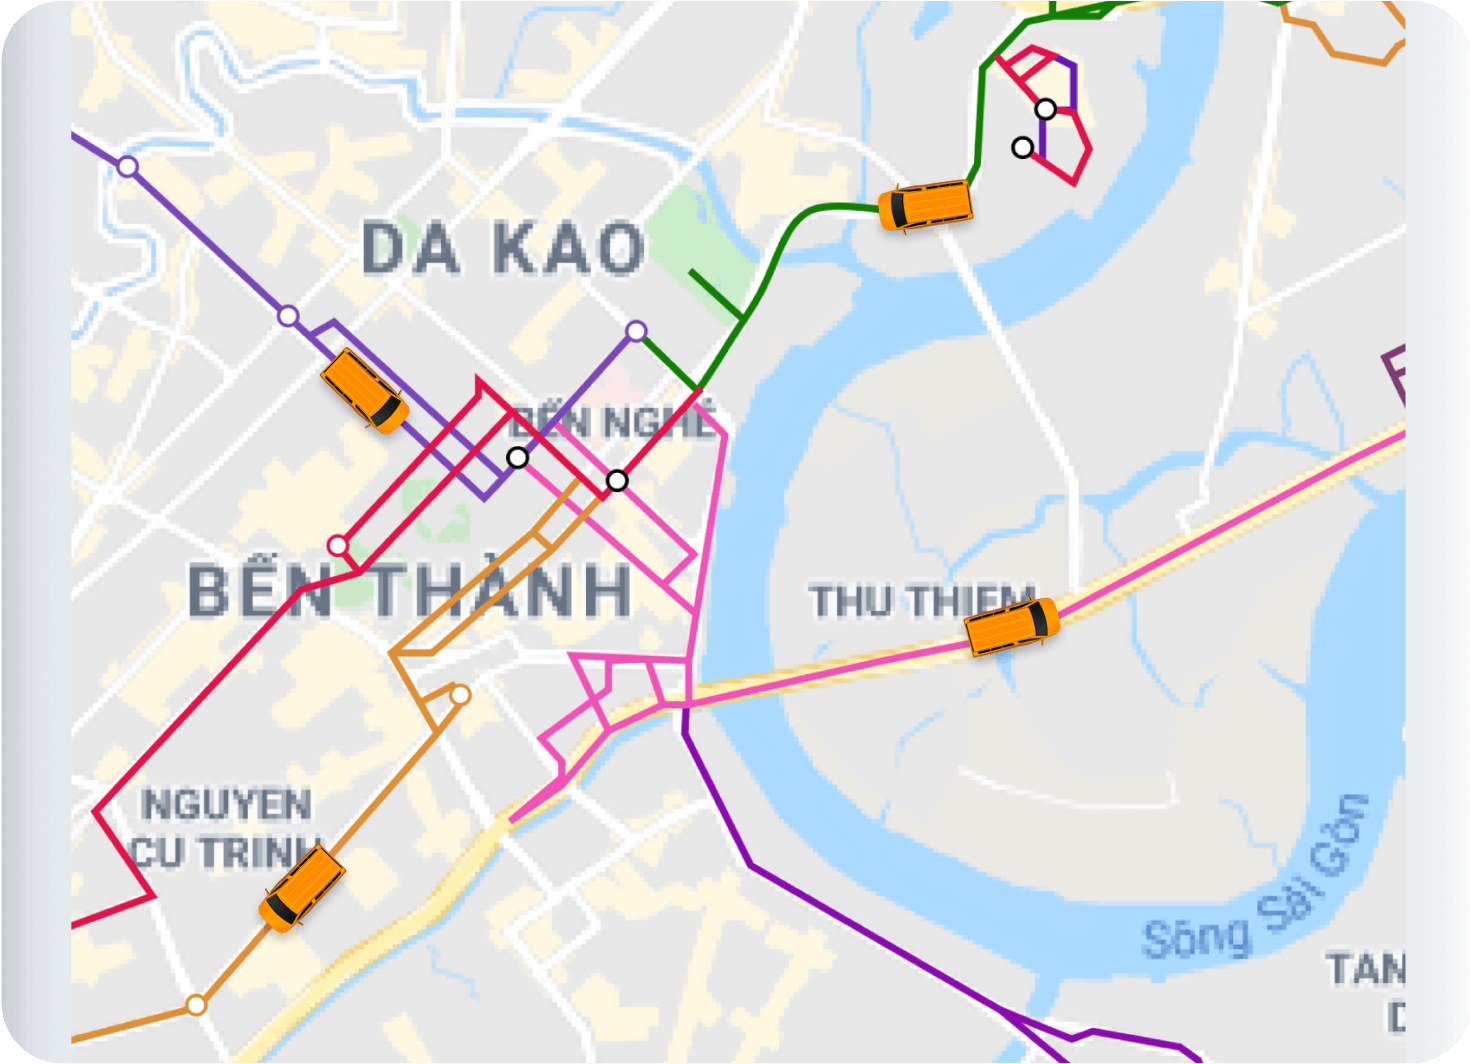 DA KAO
BẾN NGHÉ
BẾN THÀNH
THU THIEM
NGUYEN
CU TRINH
Sông Sài Gòn
TAN